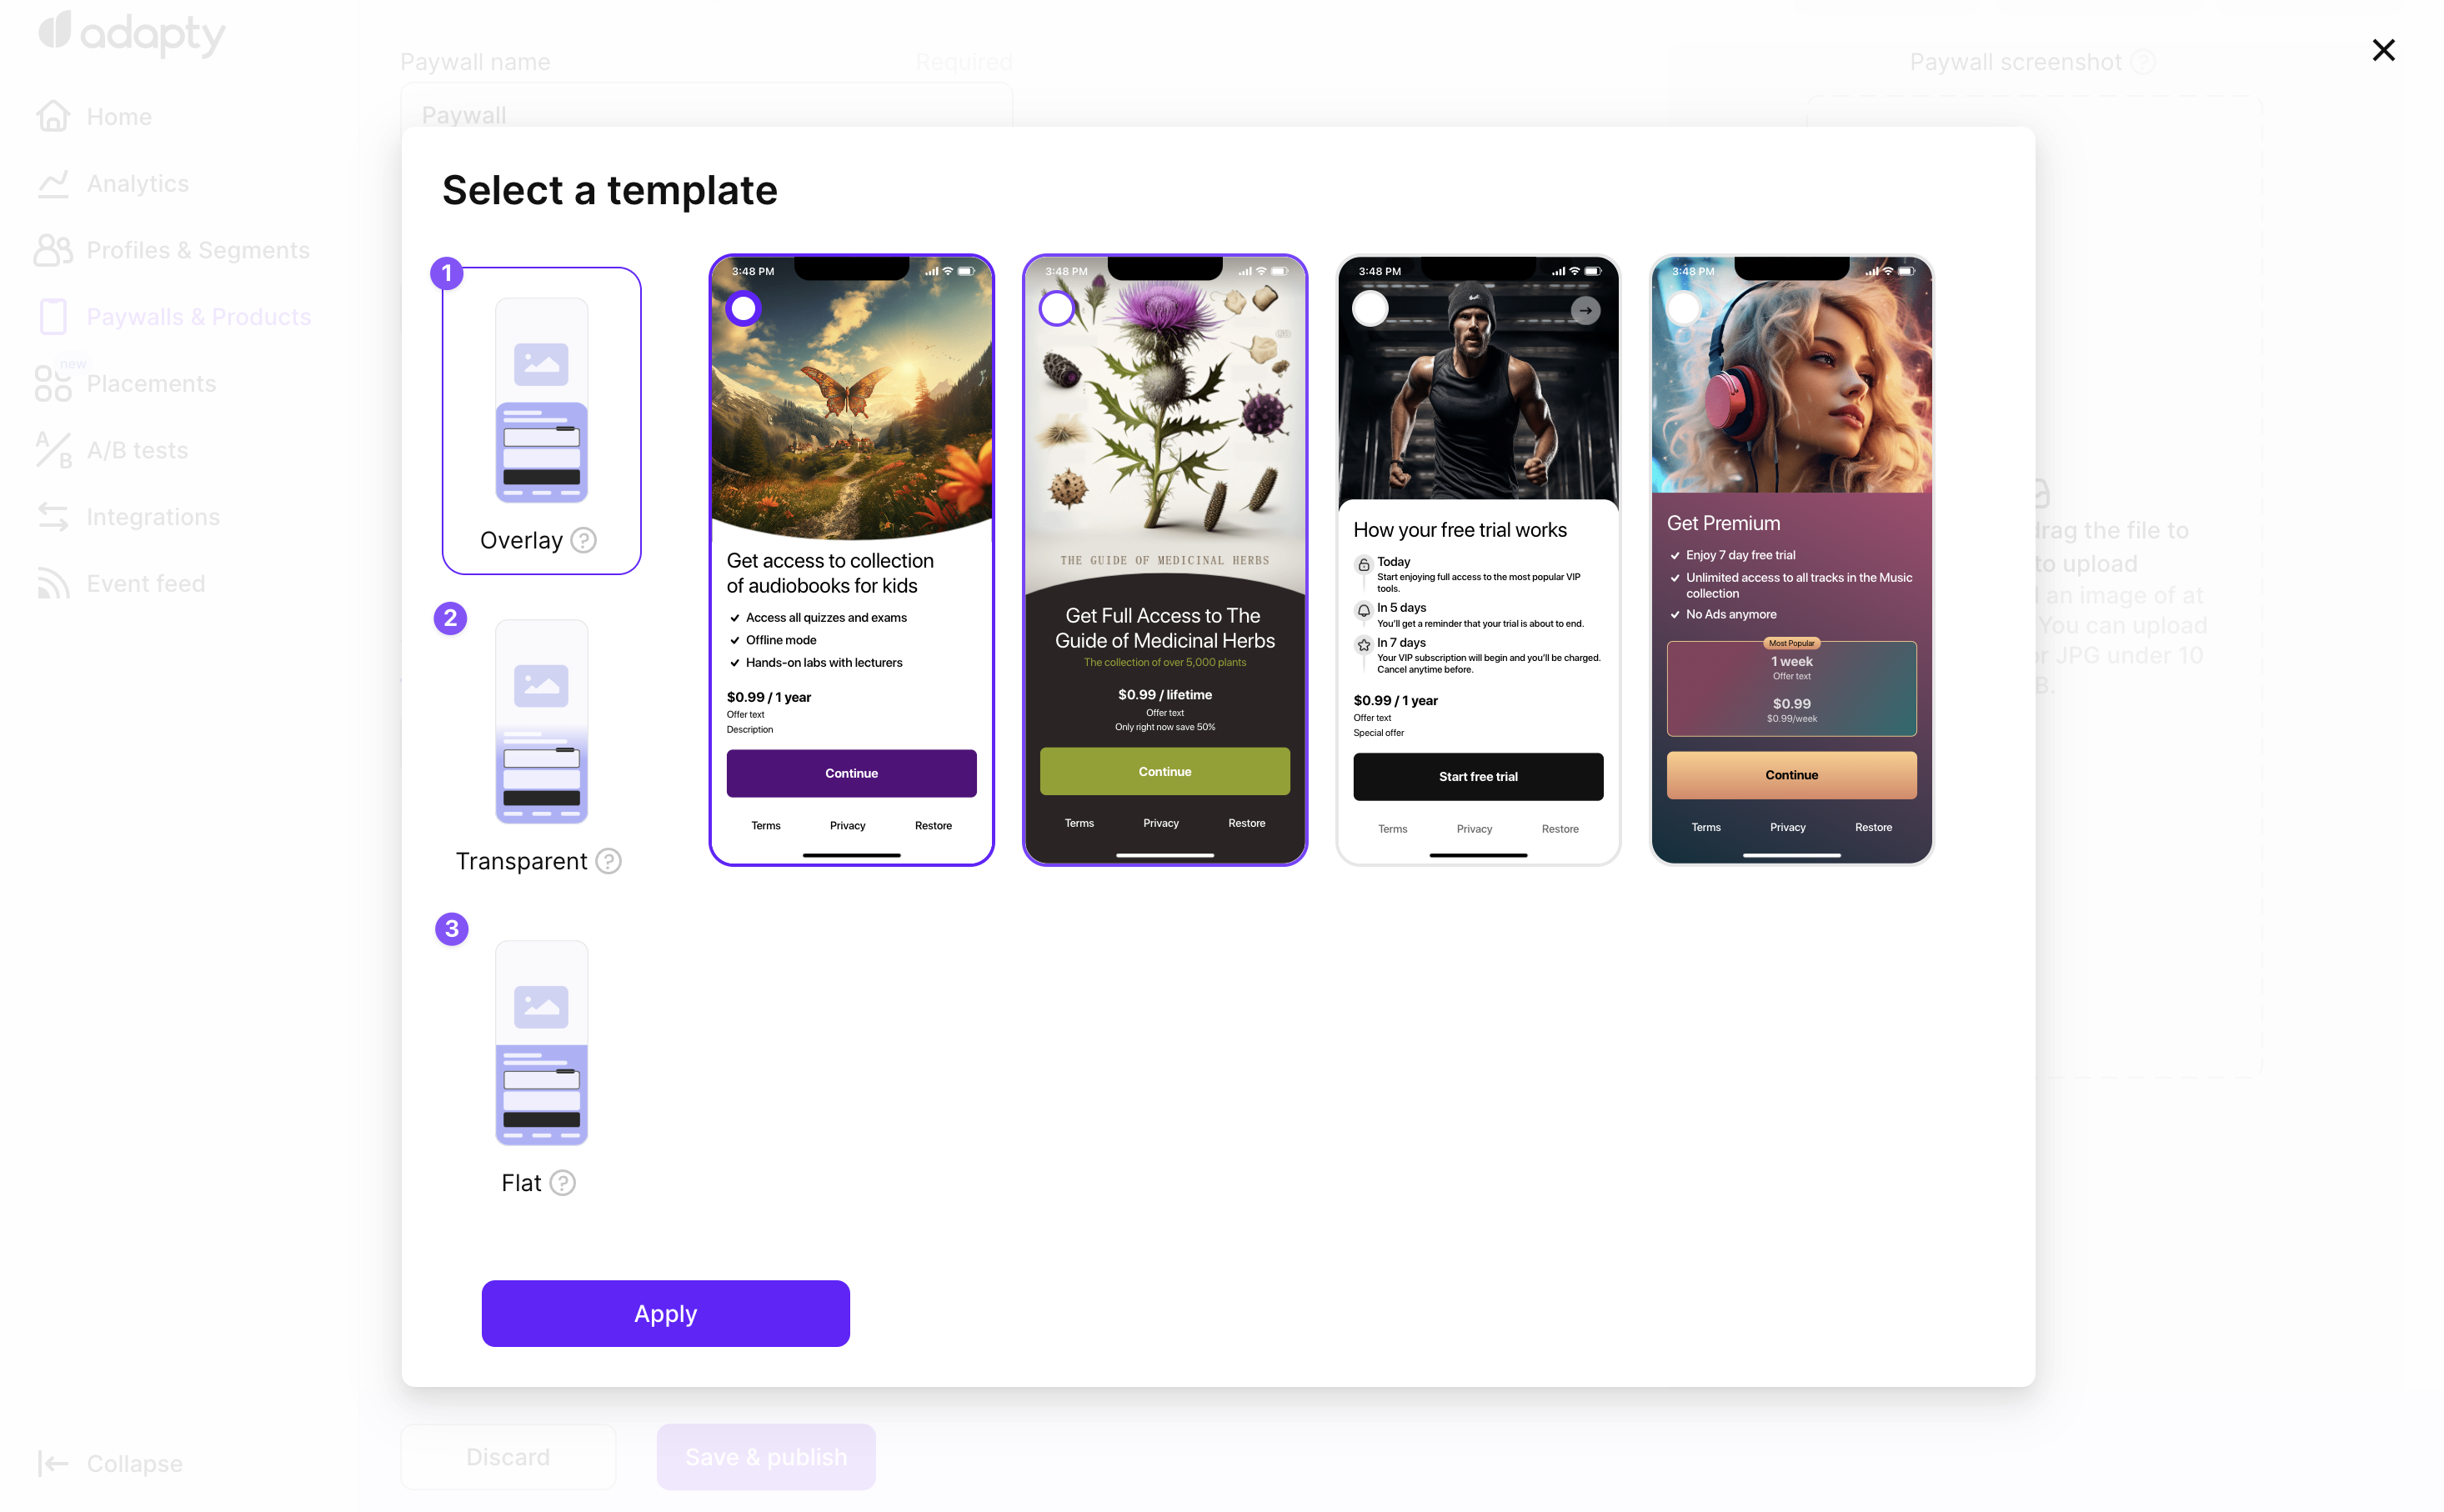 adapty
Home
Analytics
Profiles & Segments
Paywalls & Products
new
Placements
A/B tests
A/B
Integrations
Event feed
Collapse
Paywall name
Required
Paywall
Paywall screenshot ?
Select a template
1
Overlay ?
2
Transparent ?
3
Flat ?
3:48 PM
Get access to collection
of audiobooks for kids
Access all quizzes and exams
Offline mode
Hands-on labs with lecturers
$0.99 / 1 year
Offer text
Description
Continue
Terms Privacy Restore
3:48 PM
THE GUIDE OF MEDICINAL HERBS
Get Full Access to The
Guide of Medicinal Herbs
The collection of over 5,000 plants
$0.99 / lifetime
Offer text
Only right now save 50%
Continue
Terms Privacy Restore
3:48 PM
How your free trial works
Today
Start enjoying full access to the most popular VIP
tools.
In 5 days
You'll get a reminder that your trial is about to end.
In 7 days
Your VIP subscription will begin and you'll be charged.
Cancel anytime before.
$0.99 / 1 year
Offer text
Special offer
Start free trial
Terms Privacy Restore
3:48 PM
Get Premium
Enjoy 7 day free trial
Unlimited access to all tracks in the Music
collection
No Ads anymore
Most Popular
1 week
Offer text
$0.99
$0.99/week
Continue
Terms Privacy Restore
drag the file to
to upload
an image of at
You can upload
or JPG under 10
B.
Apply
Discard
Save & publish